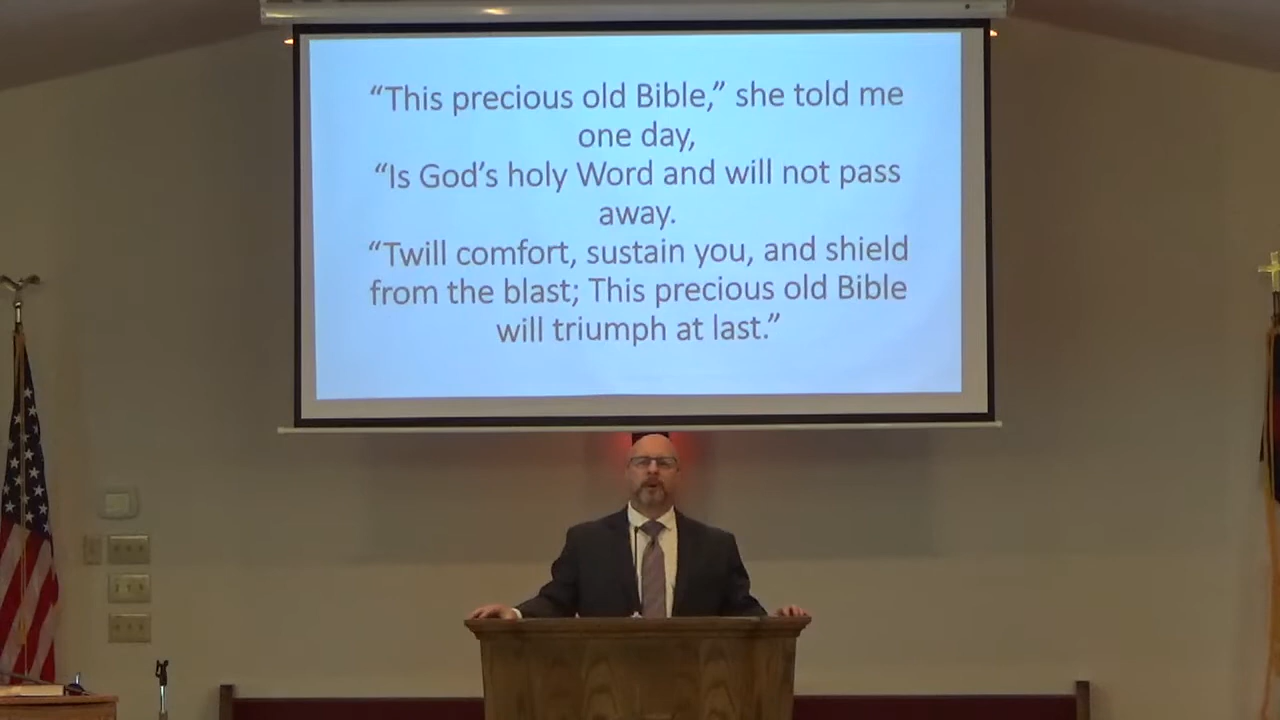 “This precious old Bible,” she told me
one day,
“Is God’s holy Word and will not pass
away.
“Twill comfort, sustain you, and shield
from the blast; This precious old Bible
will triumph at last.”